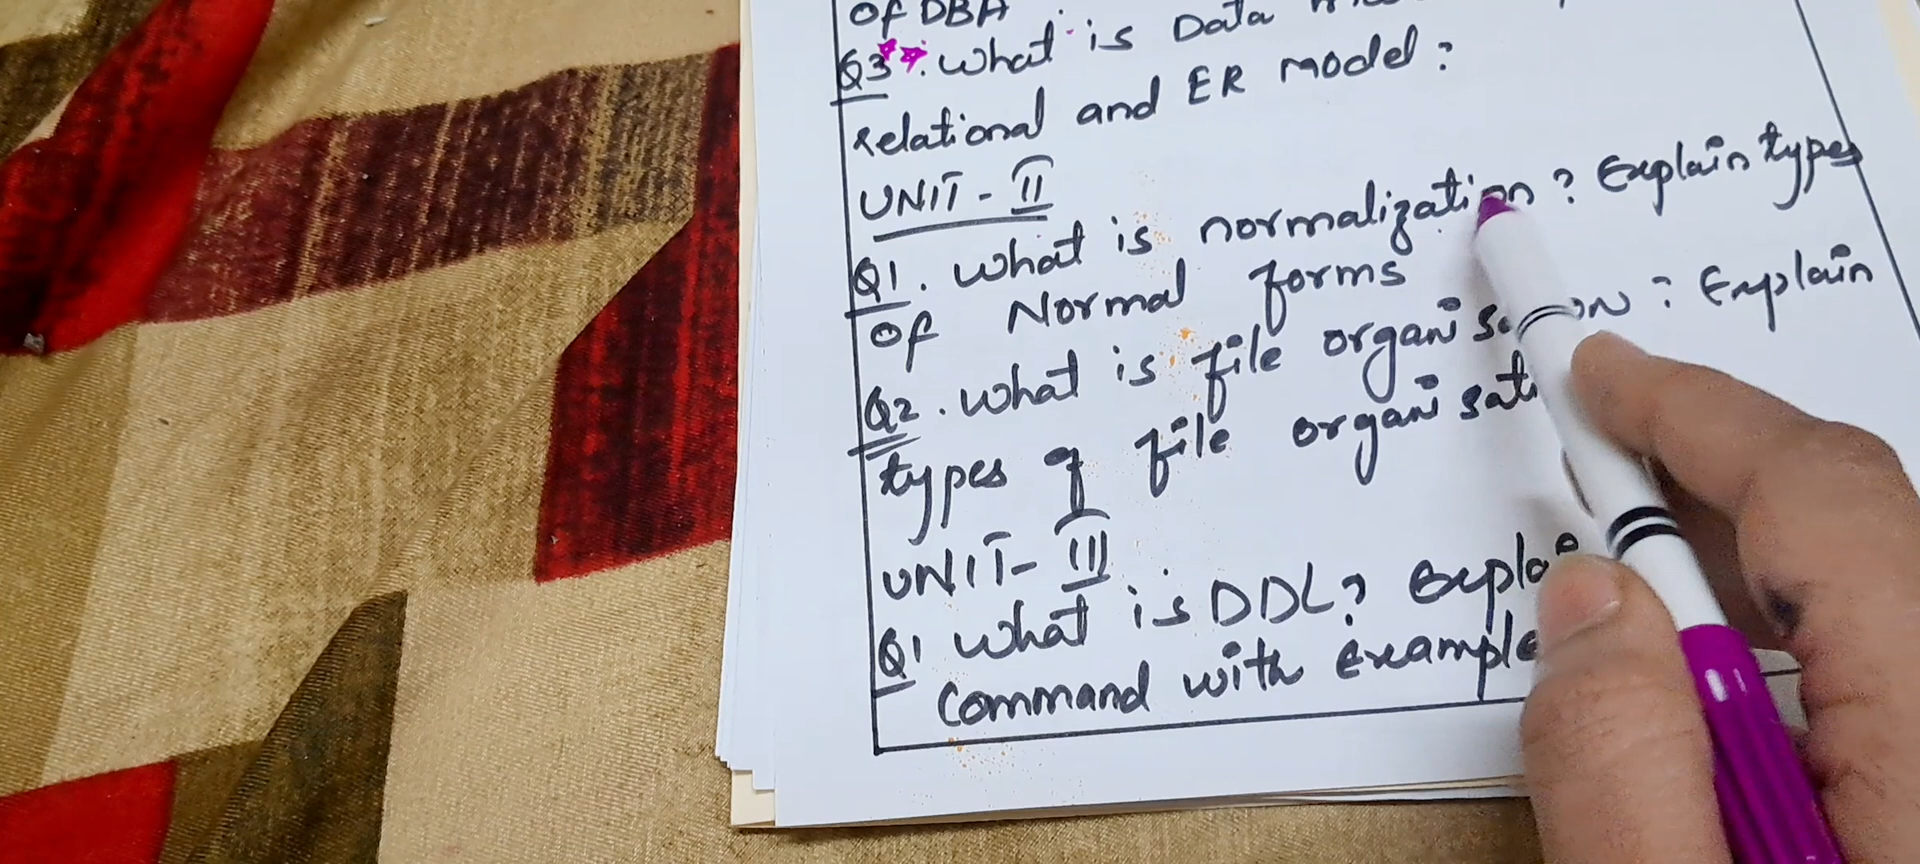 Of DBA
Q3. What is Data
relational and ER model?
UNIT - II
Q1. What is normalization? Explain types
Of Normal forms
Q2. What is file organisation? Explain
types of file
UNIT - III
Q1 What is DDL?
Command with Example